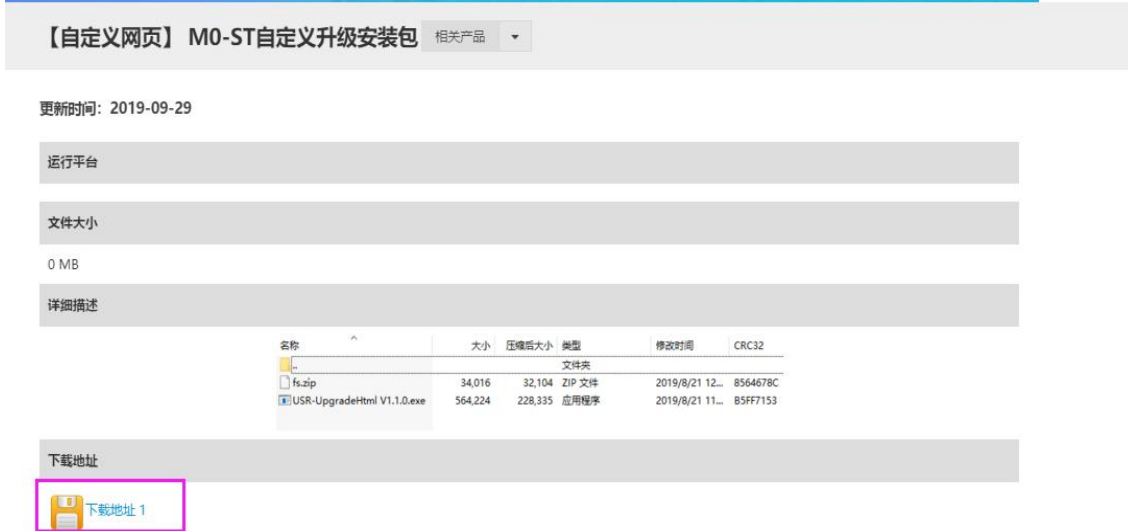 【自定义网页】 M0-ST自定义升级安装包 相关产品
更新时间：2019-09-29
运行平台
文件大小
0 MB
详细描述
名称 大小 压缩后大小 类型 修改时间 CRC32
.. 文件夹
fs.zip 34,016 32,104 ZIP 文件 2019/8/21 12... 8564678C
USR-UpgradeHtml V1.1.0.exe 564,224 228,335 应用程序 2019/8/21 11... B5FF7153
下载地址
下载地址 1